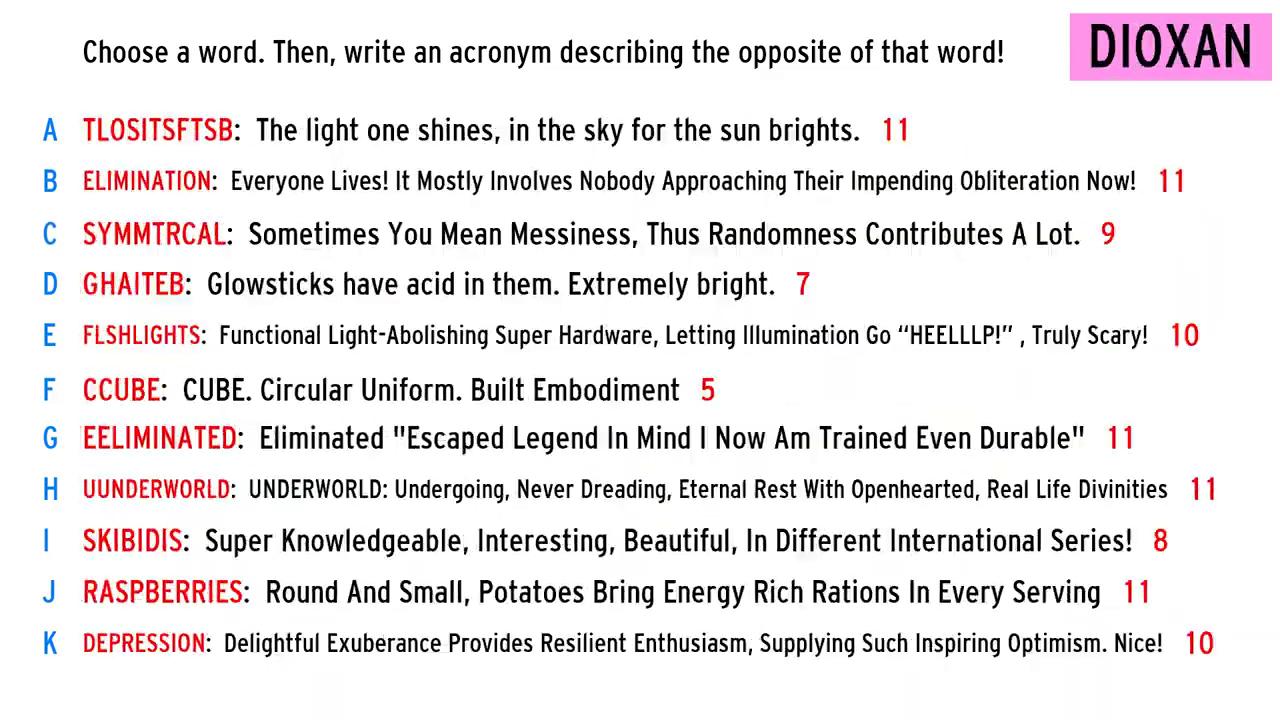 Choose a word. Then, write an acronym describing the opposite of that word!
DIOXAN
A TLOSITSFTSB: The light one shines, in the sky for the sun brights. 11
B ELIMINATION: Everyone Lives! It Mostly Involves Nobody Approaching Their Impending Obliteration Now! 11
C SYMMTRCAL: Sometimes You Mean Messiness, Thus Randomness Contributes A Lot. 9
D GHAITEB: Glowsticks have acid in them. Extremely bright. 7
E FLSHLIGHTS: Functional Light-Abolishing Super Hardware, Letting Illumination Go “HEELLLP!” , Truly Scary! 10
F CCUBE: CUBE. Circular Uniform. Built Embodiment 5
G EELIMINATED: Eliminated "Escaped Legend In Mind I Now Am Trained Even Durable" 11
H UUNDERWORLD: UNDERWORLD: Undergoing, Never Dreading, Eternal Rest With Openhearted, Real Life Divinities 11
I SKIBIDIS: Super Knowledgeable, Interesting, Beautiful, In Different International Series! 8
J RASPBERRIES: Round And Small, Potatoes Bring Energy Rich Rations In Every Serving 11
K DEPRESSION: Delightful Exuberance Provides Resilient Enthusiasm, Supplying Such Inspiring Optimism. Nice! 10